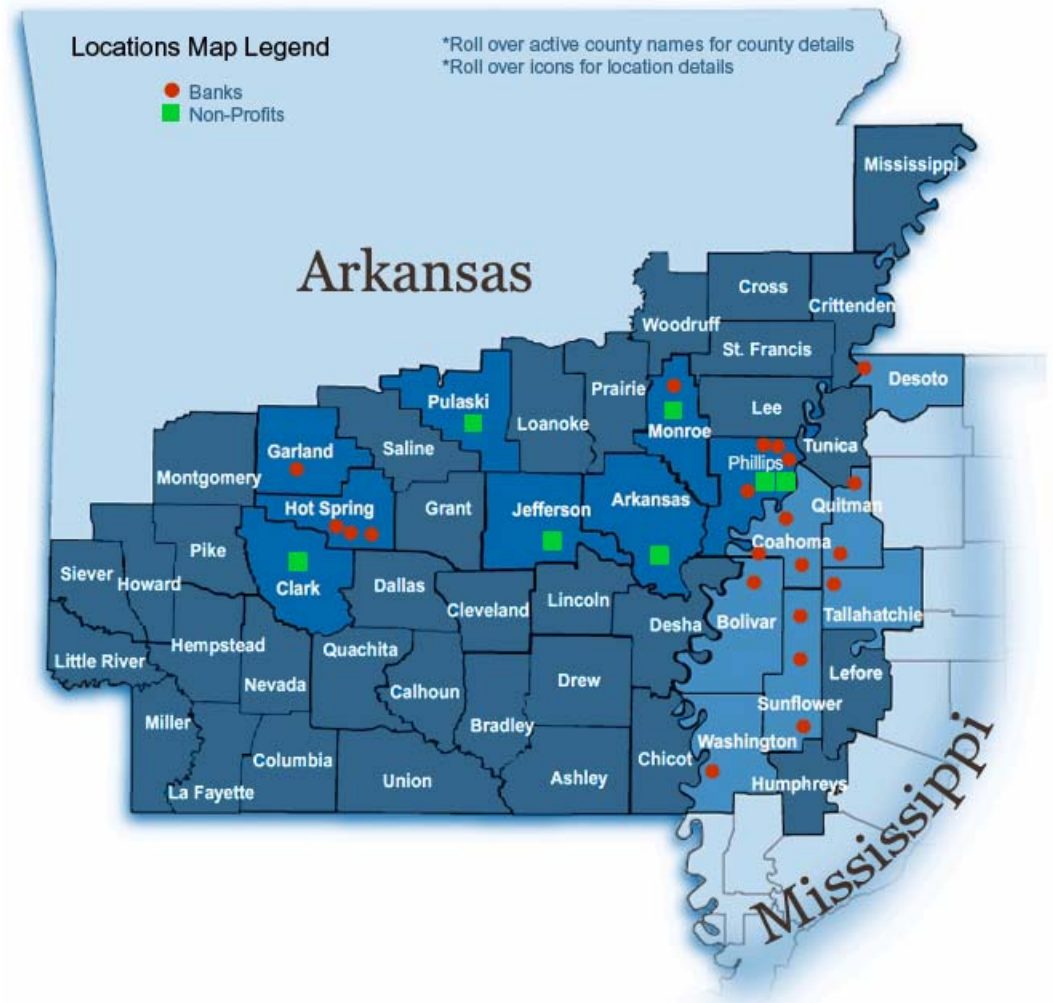 Locations Map Legend
Banks
Non-Profits
*Roll over active county names for county details
*Roll over icons for location details
Arkansas
Mississippi
Cross
Crittenden
Woodruff
St. Francis
Desoto
Prairie
Pulaski
Lee
Loanoke
Monroe
Tunica
Garland
Saline
Phillips
Montgomery
Arkansas
Quitman
Hot Spring
Grant
Jefferson
Coahoma
Pike
Siever
Howard
Clark
Dallas
Cleveland
Lincoln
Desha
Bolivar
Tallahatchie
Hempstead
Quachita
Little River
Nevada
Calhoun
Drew
Lefore
Sunflower
Miller
Bradley
Washington
Columbia
Chicot
La Fayette
Union
Ashley
Humphreys
Mississippi